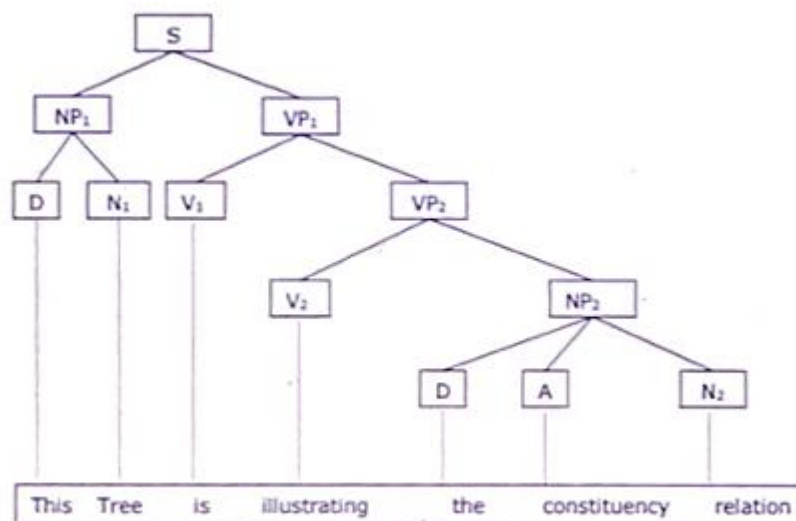 S
NP₁ VP₁
D N₁ V₁ VP₂
V₂ NP₂
D A N₂
This Tree is illustrating the constituency relation